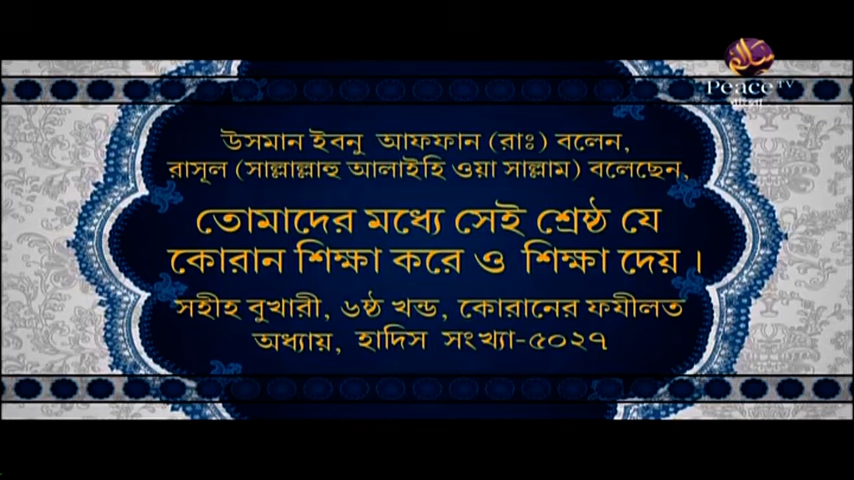 سلام
Peace TV
বাংলা
উসমান ইবনু আফফান (রাঃ) বলেন,
রাসূল (সাল্লাল্লাহু আলাইহি ওয়া সাল্লাম) বলেছেন,
তোমাদের মধ্যে সেই শ্রেষ্ঠ যে
কোরান শিক্ষা করে ও শিক্ষা দেয় ।
সহীহ বুখারী, ৬ষ্ঠ খন্ড, কোরানের ফযীলত
অধ্যায়, হাদিস সংখ্যা-৫০২৭